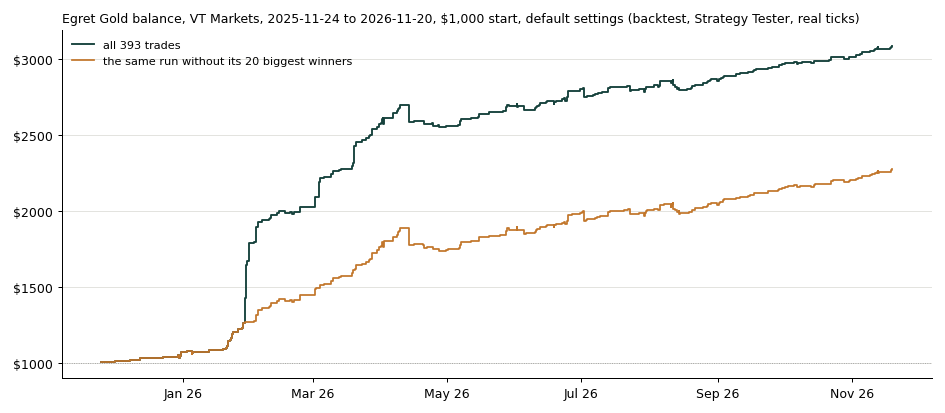 Egret Gold balance, VT Markets, 2025-11-24 to 2026-11-20, $1,000 start, default settings (backtest, Strategy Tester, real ticks)
all 393 trades
the same run without its 20 biggest winners
$3000
$2500
$2000
$1500
$1000
Jan 26 Mar 26 May 26 Jul 26 Sep 26 Nov 26